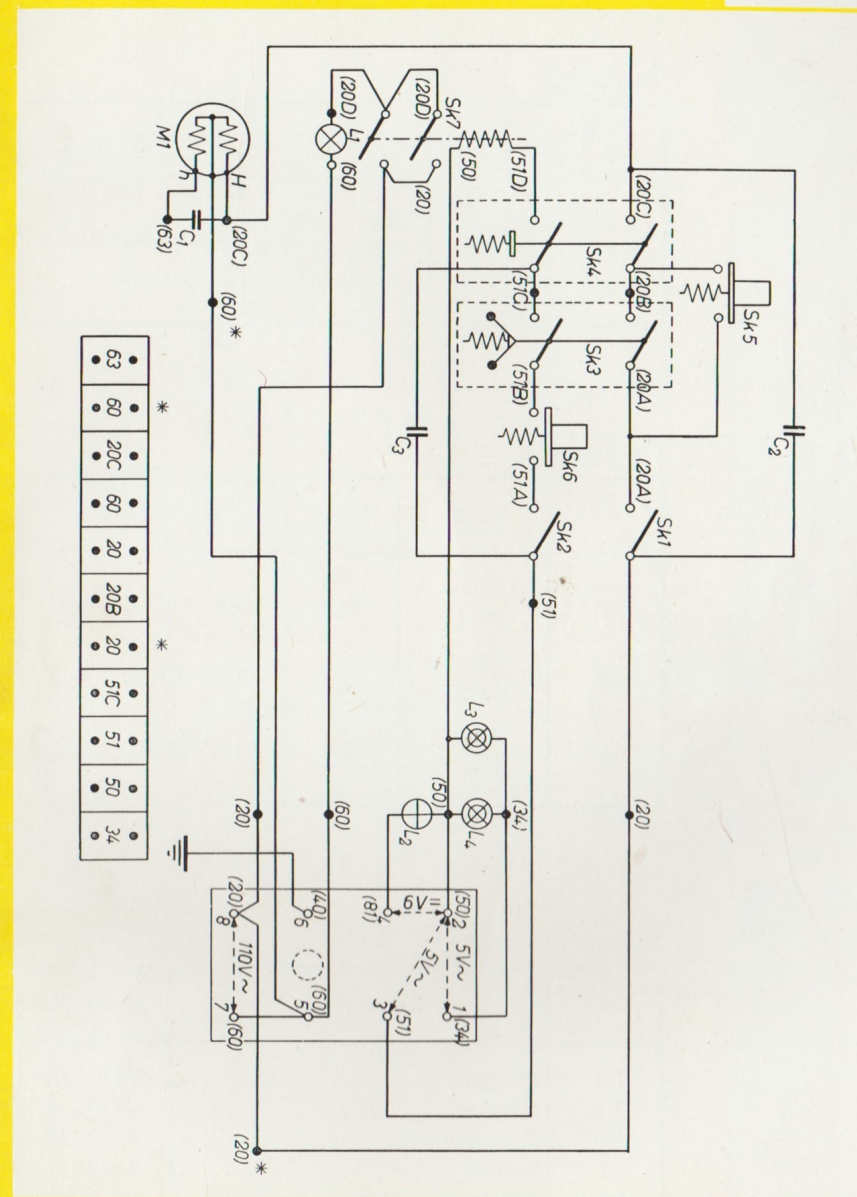 (20D)
(20D)
Sk7
L1
(60)
(50)
(51D)
(20)
M1
h
H
(63)
C1
(20C)
(60) *
(20C)
Sk4
(51C)
(20B)
Sk5
Sk3
(51B)
(20A)
C3
Sk6
C2
(51A)
(20A)
Sk2
Sk1
(51)
63
60 *
20C
60
20
20B
20 *
51C
51
50
34
L3
(50)
L2
L4
(34)
(20)
(60)
(20)
(20)
8
(40)
6
(81)
4
6V=
(50)
2
110V~
5V~
5V~
7
(60)
(60)
5
3
(51)
1
(34)
(20) *